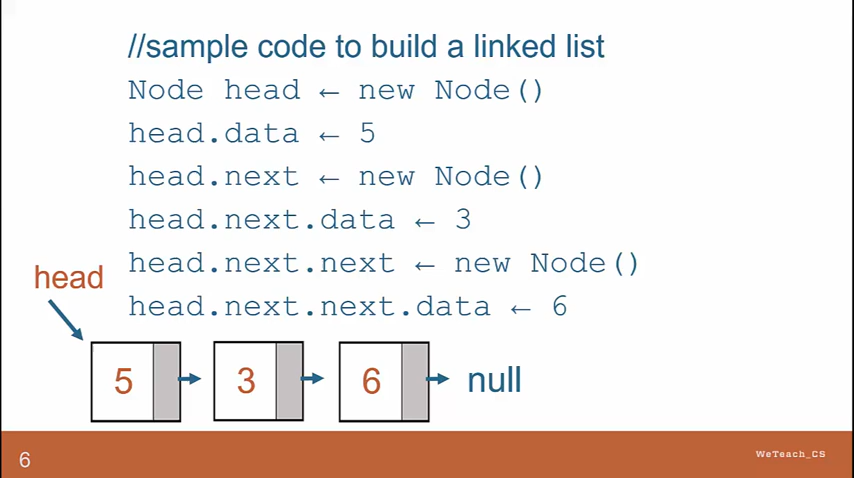 //sample code to build a linked list
Node head ← new Node()
head.data ← 5
head.next ← new Node()
head.next.data ← 3
head.next.next ← new Node()
head.next.next.data ← 6
head
5 3 6 null
6
WeTeach_CS